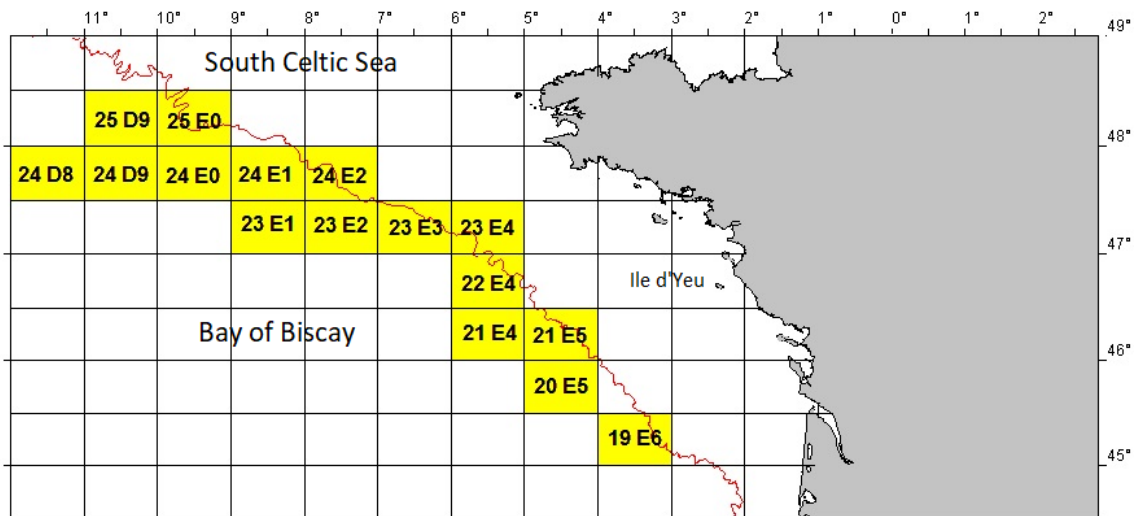 11° 10° 9° 8° 7° 6° 5° 4° 3° 2° 1° 0° 1° 2°
49°
South Celtic Sea
25 D9 25 E0
48°
24 D8 24 D9 24 E0 24 E1 24 E2
23 E1 23 E2 23 E3 23 E4
47°
22 E4 Ile d'Yeu
Bay of Biscay 21 E4 21 E5
46°
20 E5
19 E6
45°